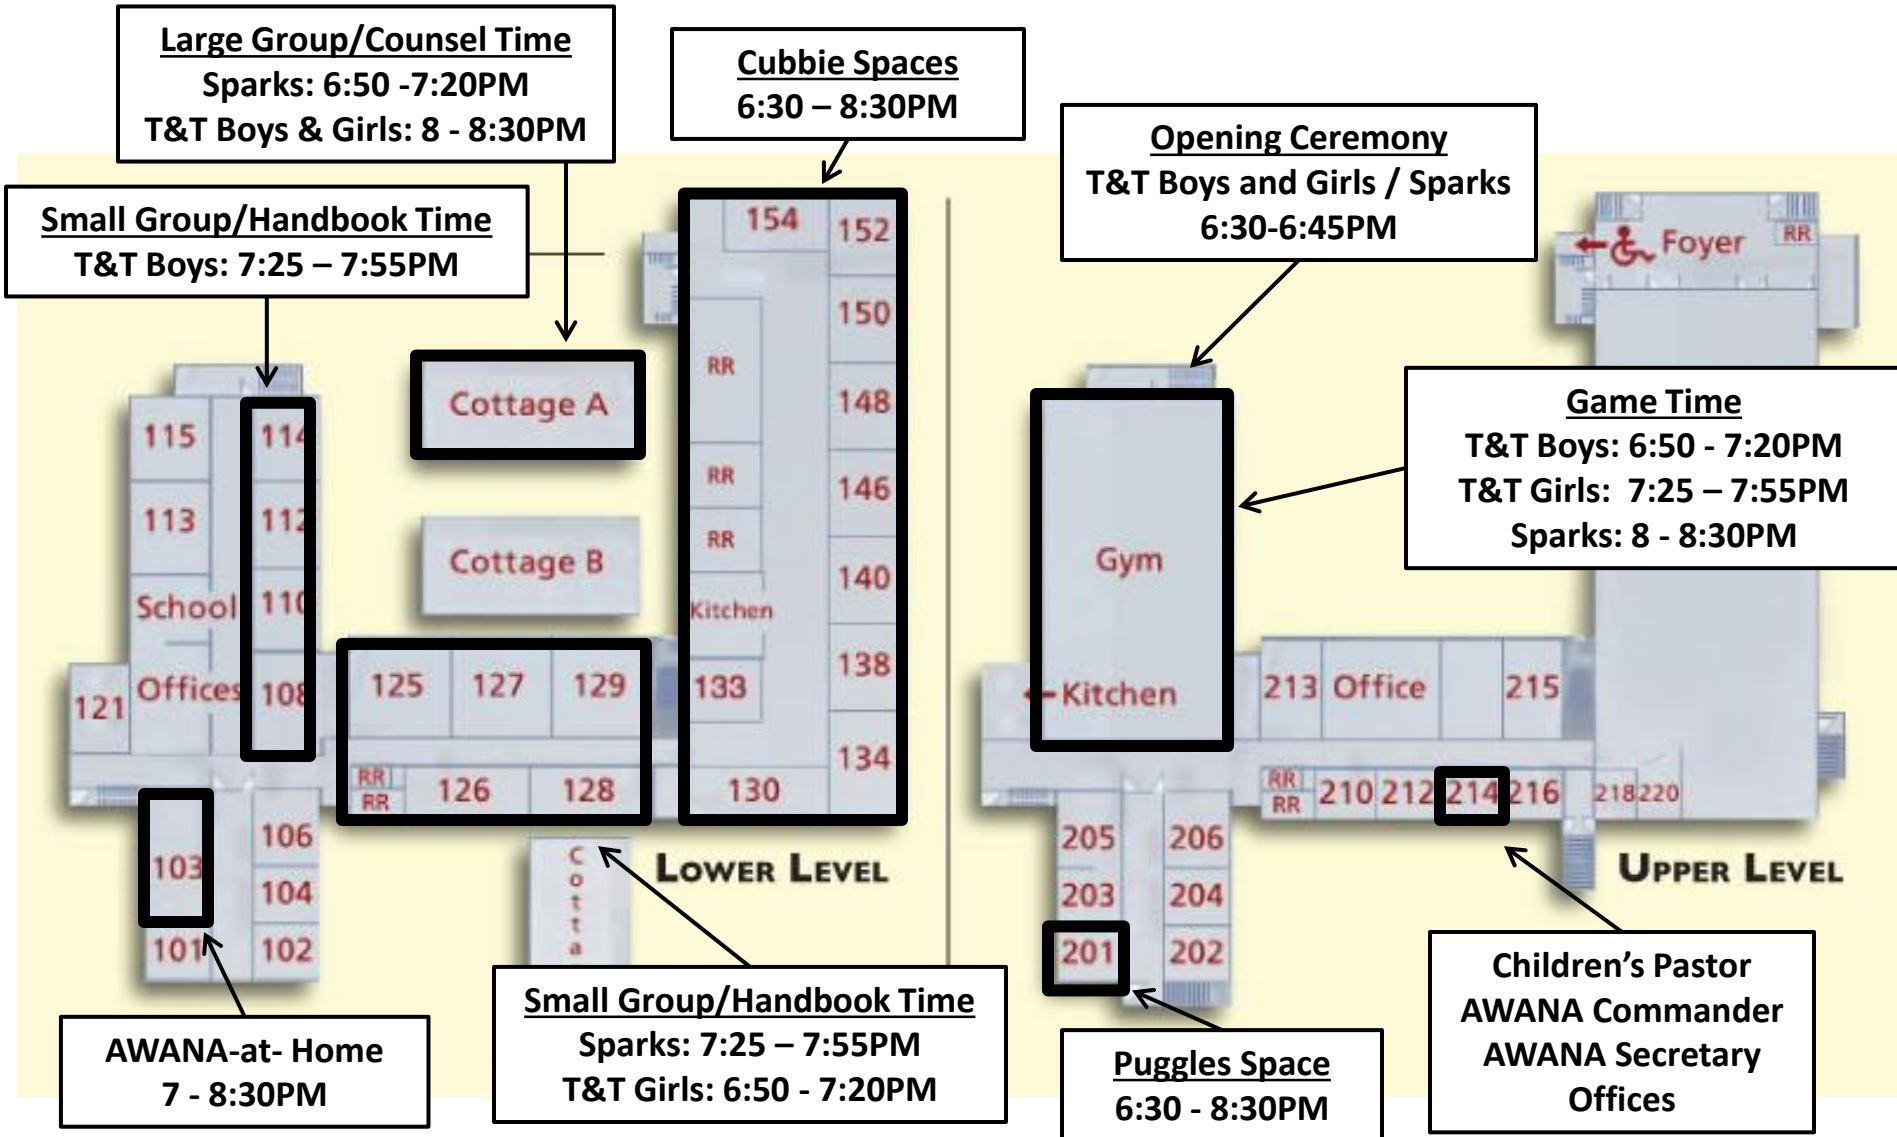 Large Group/Counsel Time
Sparks: 6:50 -7:20PM
T&T Boys & Girls: 8 - 8:30PM
Cubbie Spaces
6:30 – 8:30PM
Opening Ceremony
T&T Boys and Girls / Sparks
6:30-6:45PM
Small Group/Handbook Time
T&T Boys: 7:25 – 7:55PM
Game Time
T&T Boys: 6:50 - 7:20PM
T&T Girls:  7:25 – 7:55PM
Sparks: 8 - 8:30PM
154
152
150
RR
148
RR
146
RR
140
Kitchen
138
133
134
130
Cottage A
Cottage B
115
114
113
112
School
110
Offices
108
121
125
127
129
RR
RR
126
128
103
106
104
101
102
Cotta
LOWER LEVEL
Foyer
RR
Gym
Kitchen
213
Office
215
RR
RR
210
212
214
216
218
220
205
206
203
204
201
202
UPPER LEVEL
AWANA-at- Home
7 - 8:30PM
Small Group/Handbook Time
Sparks: 7:25 – 7:55PM
T&T Girls: 6:50 - 7:20PM
Puggles Space
6:30 - 8:30PM
Children's Pastor
AWANA Commander
AWANA Secretary
Offices